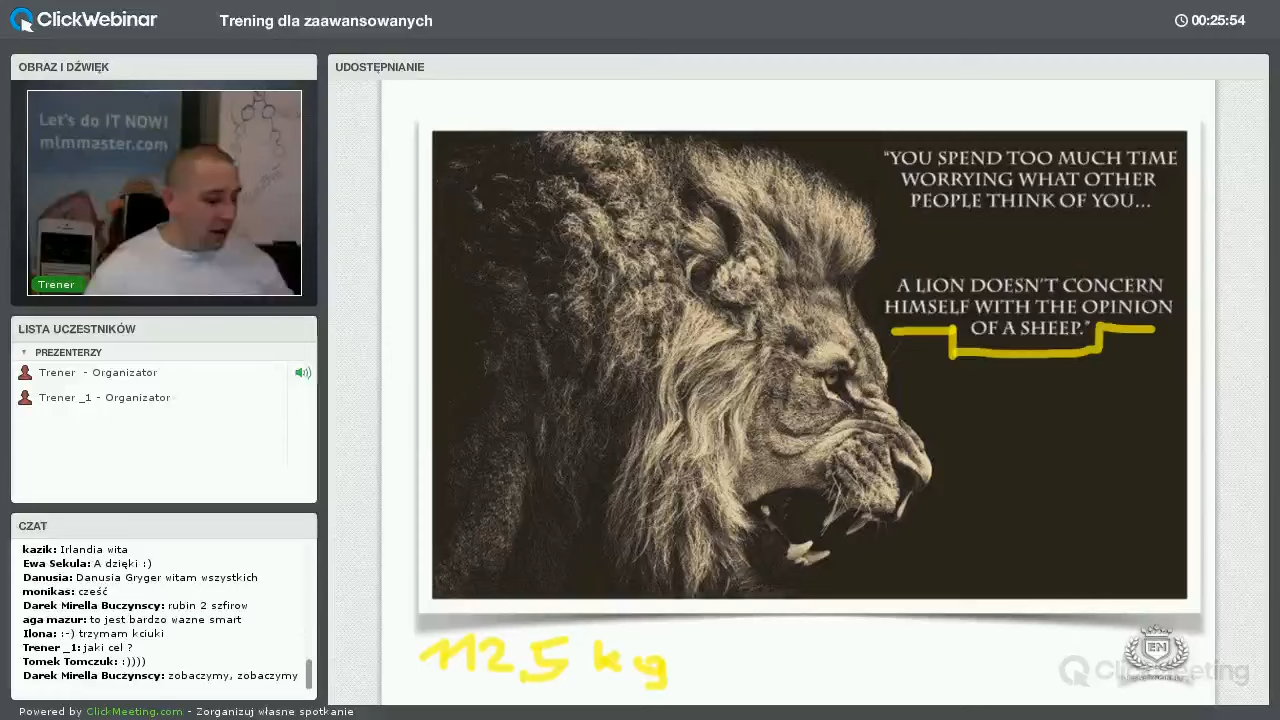 ClickWebinar
Trening dla zaawansowanych
00:25:54
OBRAZ I DŹWIĘK
Let's do IT NOW!
mlmmaster.com
Trener
LISTA UCZESTNIKÓW
PREZENTERZY
Trener - Organizator
Trener _1 - Organizator
CZAT
kazik: Irlandia wita
Ewa Sekula: A dzięki :)
Danusia: Danusia Gryger witam wszystkich
monikas: cześć
Darek Mirella Buczynscy: rubin 2 szfirow
aga mazur: to jest bardzo wazne smart
Ilona: :-)trzymam kciuki
Trener _1: jaki cel ?
Tomek Tomczuk: :))))
Darek Mirella Buczynscy: zobaczymy, zobaczymy
Powered by ClickMeeting.com - Zorganizuj własne spotkanie
UDOSTĘPNIANIE
“YOU SPEND TOO MUCH TIME
WORRYING WHAT OTHER
PEOPLE THINK OF YOU...
A LION DOESN'T CONCERN
HIMSELF WITH THE OPINION
OF A SHEEP.”
112,5 kg
EN
ClickMeeting